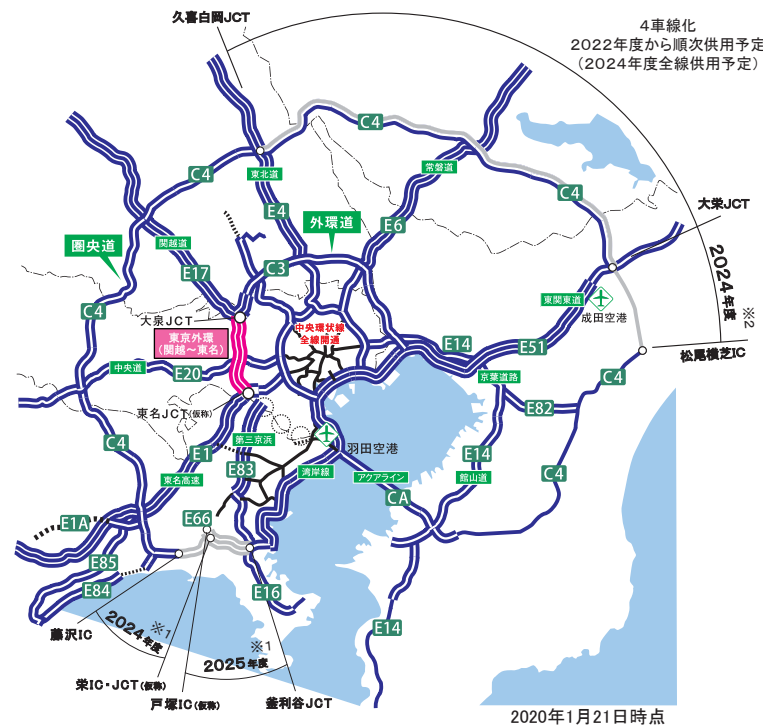 久喜白岡JCT
4車線化
2022年度から順次供用予定
(2024年度全線供用予定)
C4
C4
東北道
常磐道
C4
C4
大栄JCT
E4
外環道
E6
圏央道
関越道
2024年度
※2
E17
C3
東関東道
成田空港
C4
大泉JCT
中央環状線
全線開通
東京外環
(関越～東名)
E14
E51
松尾横芝IC
中央道
E20
京葉道路
C4
E82
東名JCT(仮称)
C4
第三京浜
羽田空港
E1
E83
E14
東名高速
湾岸線
アクアライン
館山道
C4
CA
E1A
E66
E85
E84
E16
藤沢IC
2024年度
※1
2025年度
※1
E14
栄IC・JCT(仮称)
戸塚IC(仮称)
釜利谷JCT
2020年1月21日時点